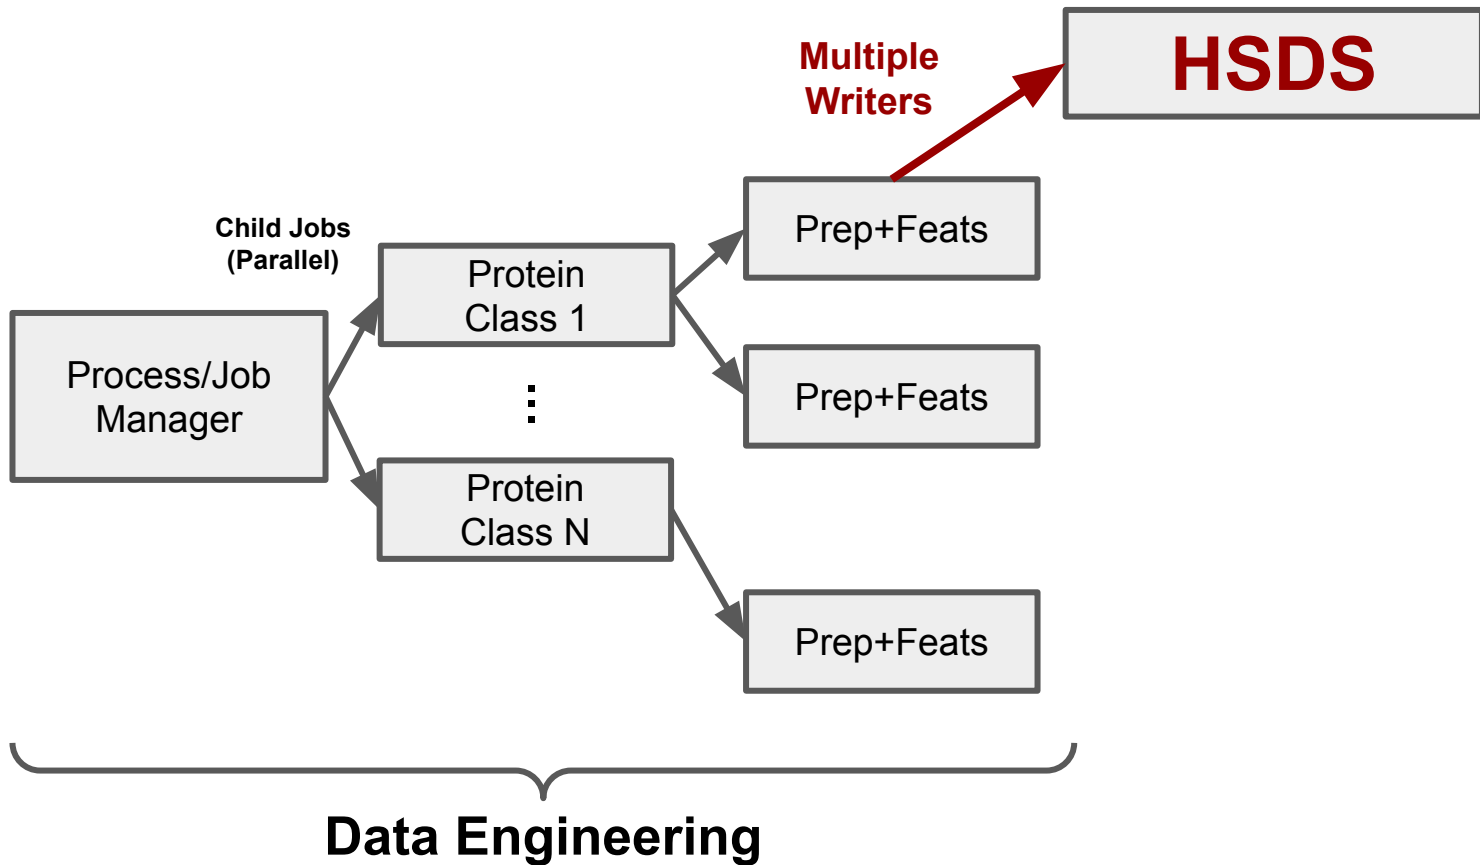 Multiple
Writers
HSDS
Child Jobs
(Parallel)
Prep+Feats
Protein
Class 1
Process/Job
Manager
Prep+Feats
Protein
Class N
Prep+Feats
Data Engineering